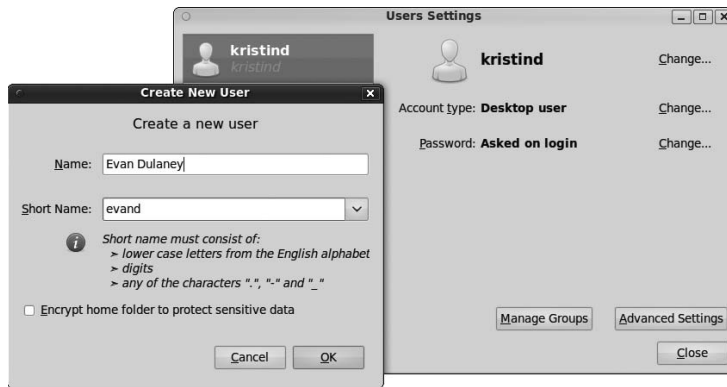 Users Settings
kristind
kristind
kristind
Change...
Account type: Desktop user
Change...
Password: Asked on login
Change...
Manage Groups
Advanced Settings
Close
Create New User
Create a new user
Name: Evan Dulaney
Short Name: evand
Short name must consist of:
➤ lower case letters from the English alphabet
➤ digits
➤ any of the characters ".", "-" and "_"
Encrypt home folder to protect sensitive data
Cancel
OK